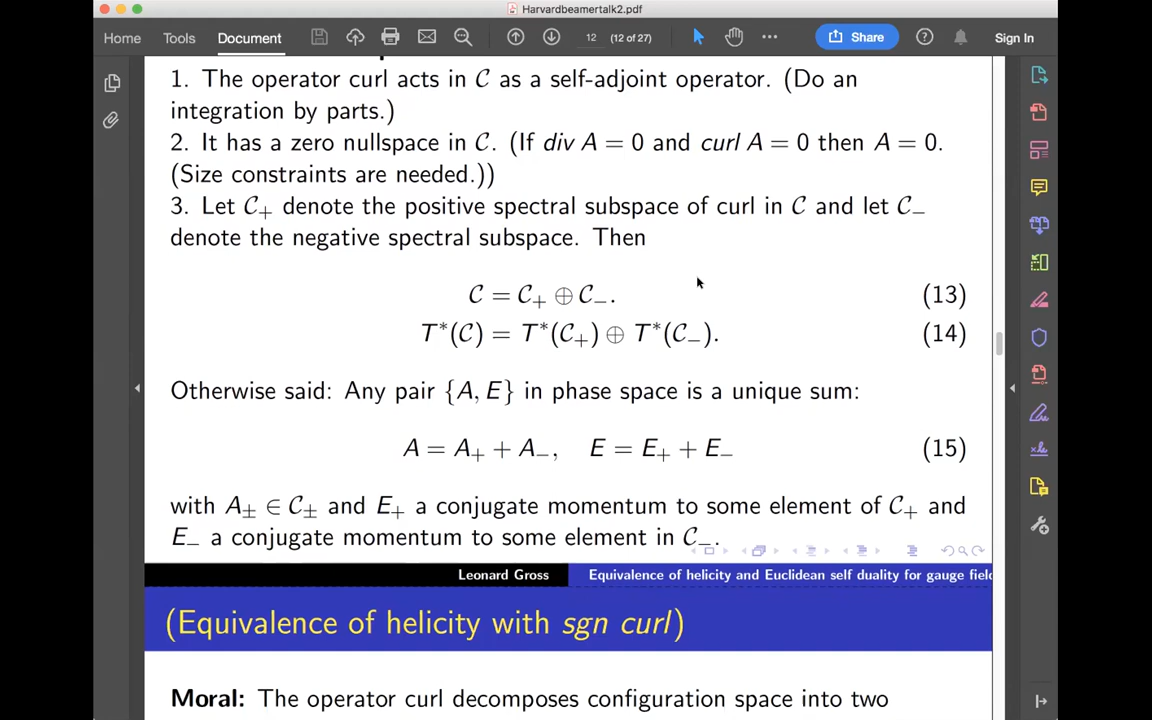 Harvardbeamertalk2.pdf
Home Tools Document 12 (12 of 27) Share Sign In
1. The operator curl acts in 𝒞 as a self-adjoint operator. (Do an
integration by parts.)
2. It has a zero nullspace in 𝒞. (If div A = 0 and curl A = 0 then A = 0.
(Size constraints are needed.))
3. Let 𝒞₊ denote the positive spectral subspace of curl in 𝒞 and let 𝒞₋
denote the negative spectral subspace. Then
𝒞 = 𝒞₊ ⊕ 𝒞₋. (13)
T*(𝒞) = T*(𝒞₊) ⊕ T*(𝒞₋). (14)
Otherwise said: Any pair {A, E} in phase space is a unique sum:
A = A₊ + A₋, E = E₊ + E₋ (15)
with A± ∈ 𝒞± and E₊ a conjugate momentum to some element of 𝒞₊ and
E₋ a conjugate momentum to some element in 𝒞₋.
Leonard Gross Equivalence of helicity and Euclidean self duality for gauge field
(Equivalence of helicity with sgn curl)
Moral: The operator curl decomposes configuration space into two